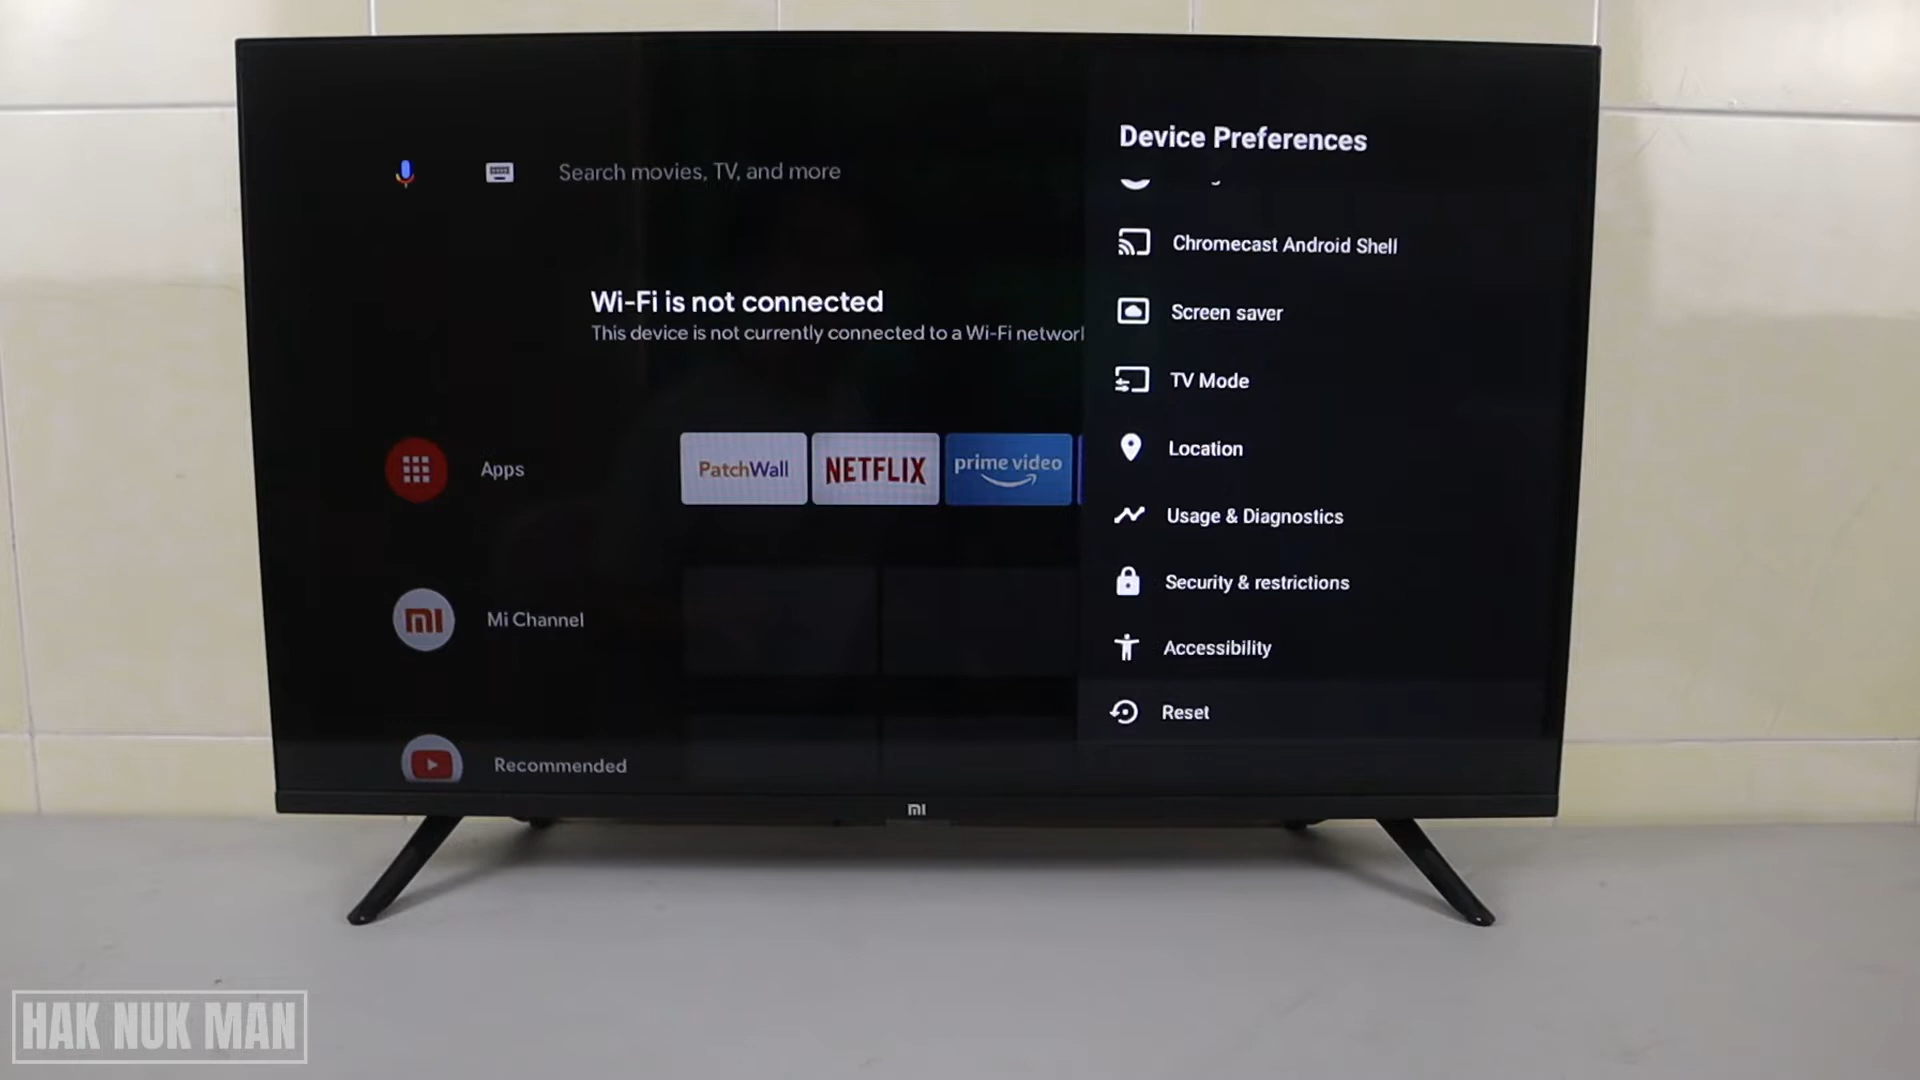 Search movies, TV, and more
Wi-Fi is not connected
This device is not currently connected to a Wi-Fi
Apps
PatchWall
NETFLIX
prime video
Mi Channel
Recommended
Device Preferences
Chromecast Android Shell
Screen saver
TV Mode
Location
Usage & Diagnostics
Security & restrictions
Accessibility
Reset
mi
mi
HAK NUK MAN